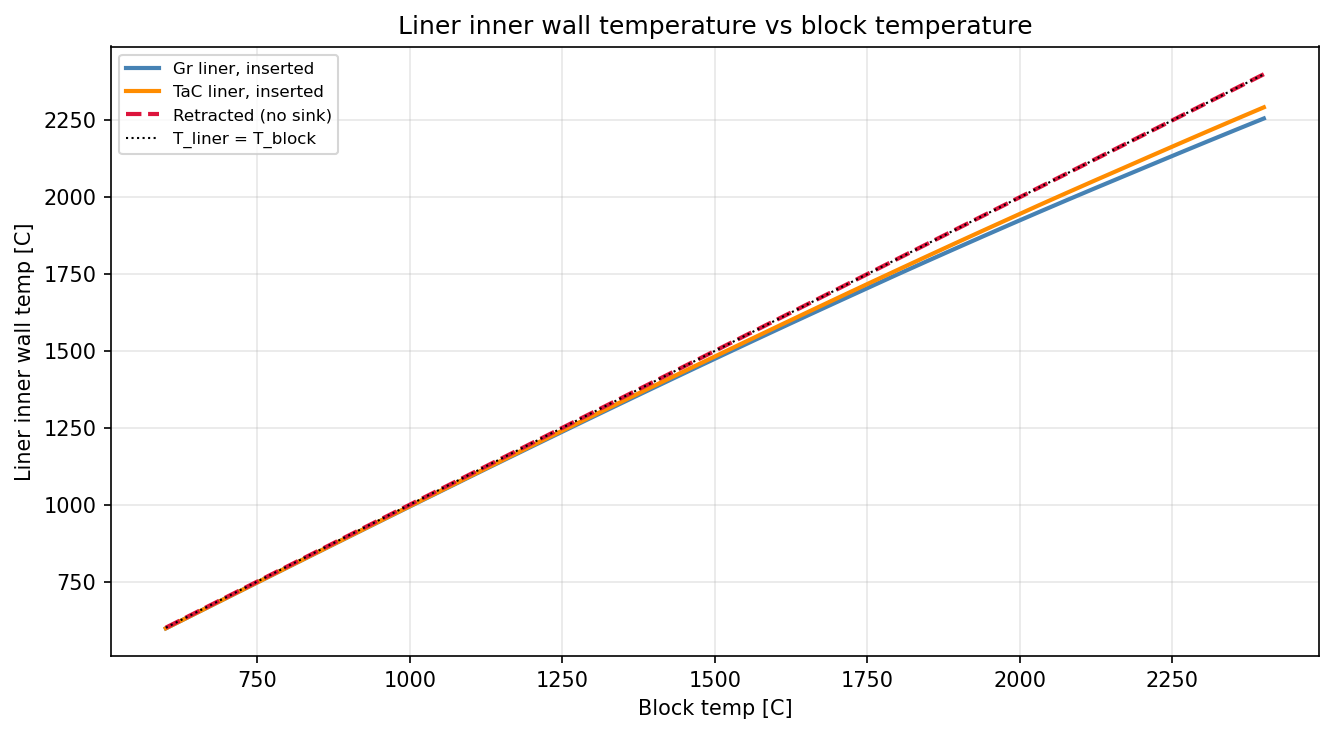 Liner inner wall temperature vs block temperature
Gr liner, inserted
TaC liner, inserted
Retracted (no sink)
T_liner = T_block
Liner inner wall temp [C]
2250
2000
1750
1500
1250
1000
750
750 1000 1250 1500 1750 2000 2250
Block temp [C]